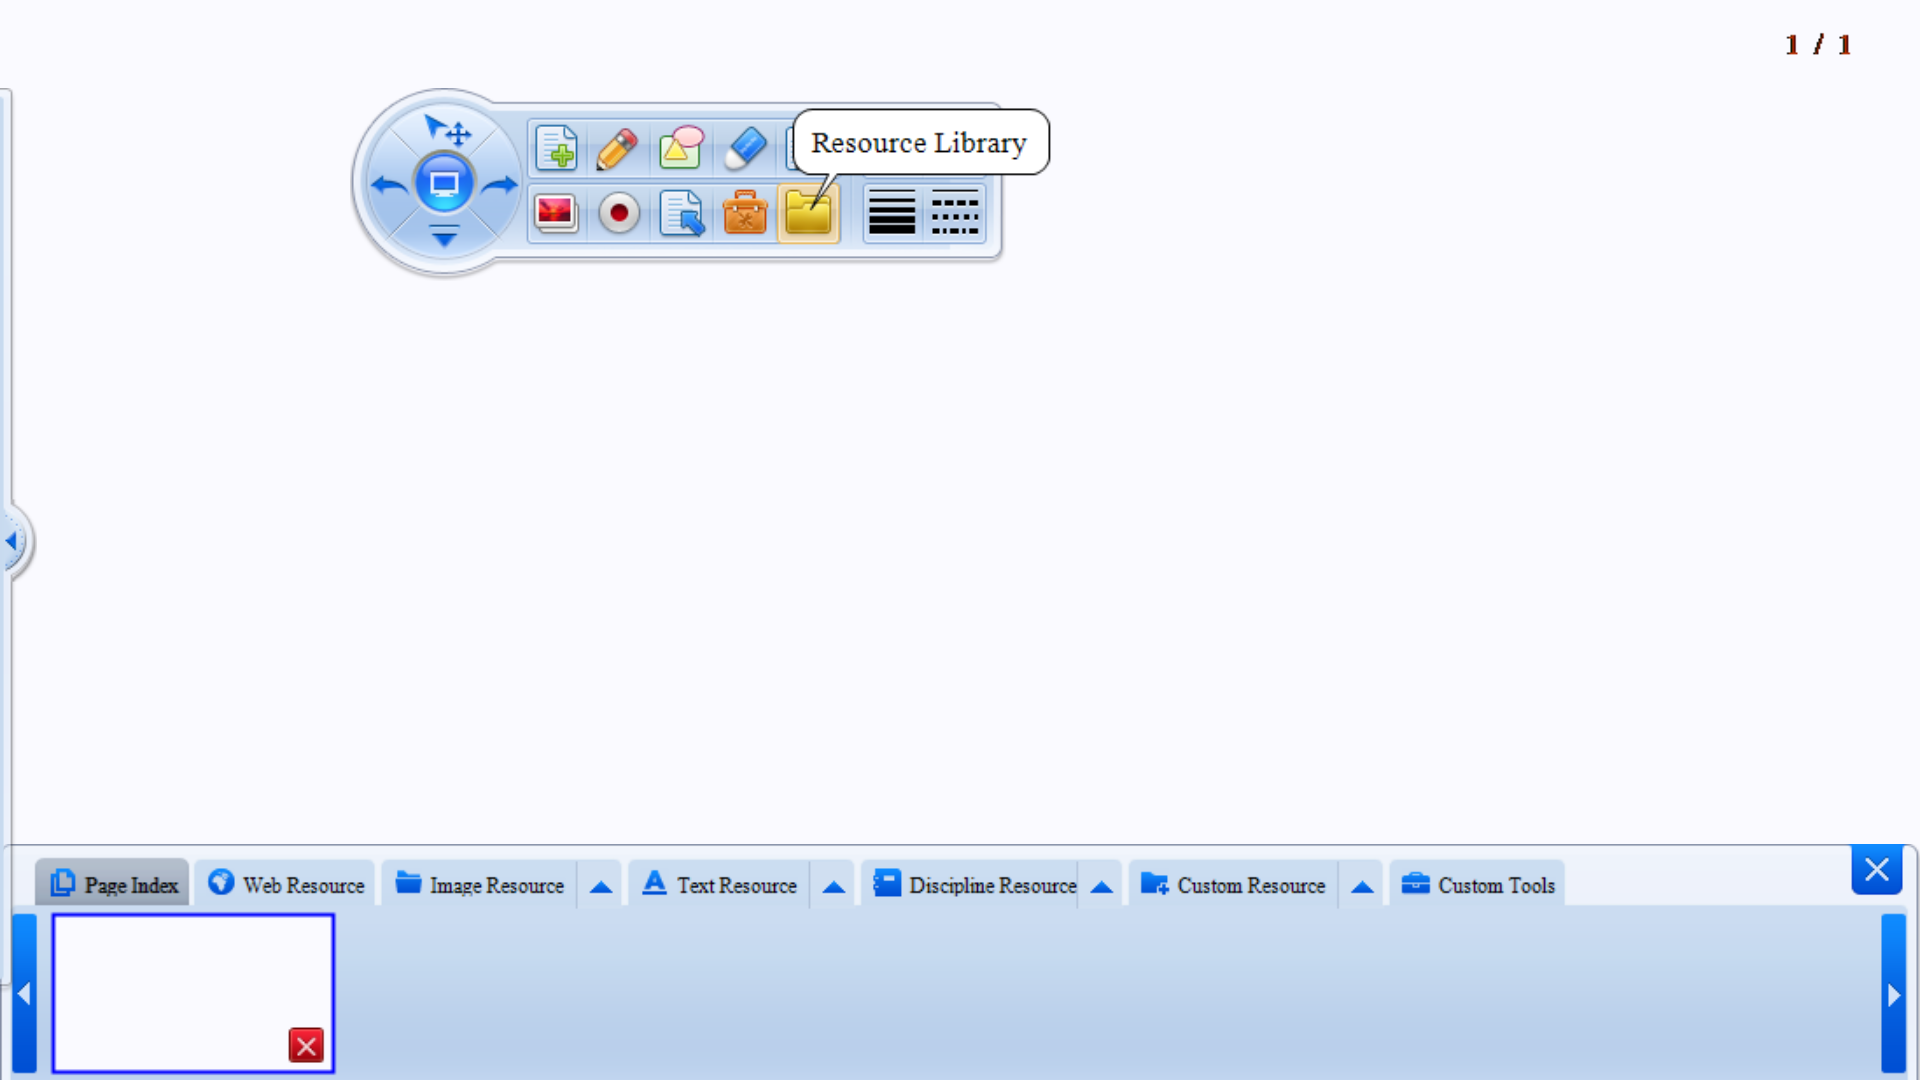 1 / 1
Resource Library
Page Index
Web Resource
Image Resource
Text Resource
Discipline Resource
Custom Resource
Custom Tools